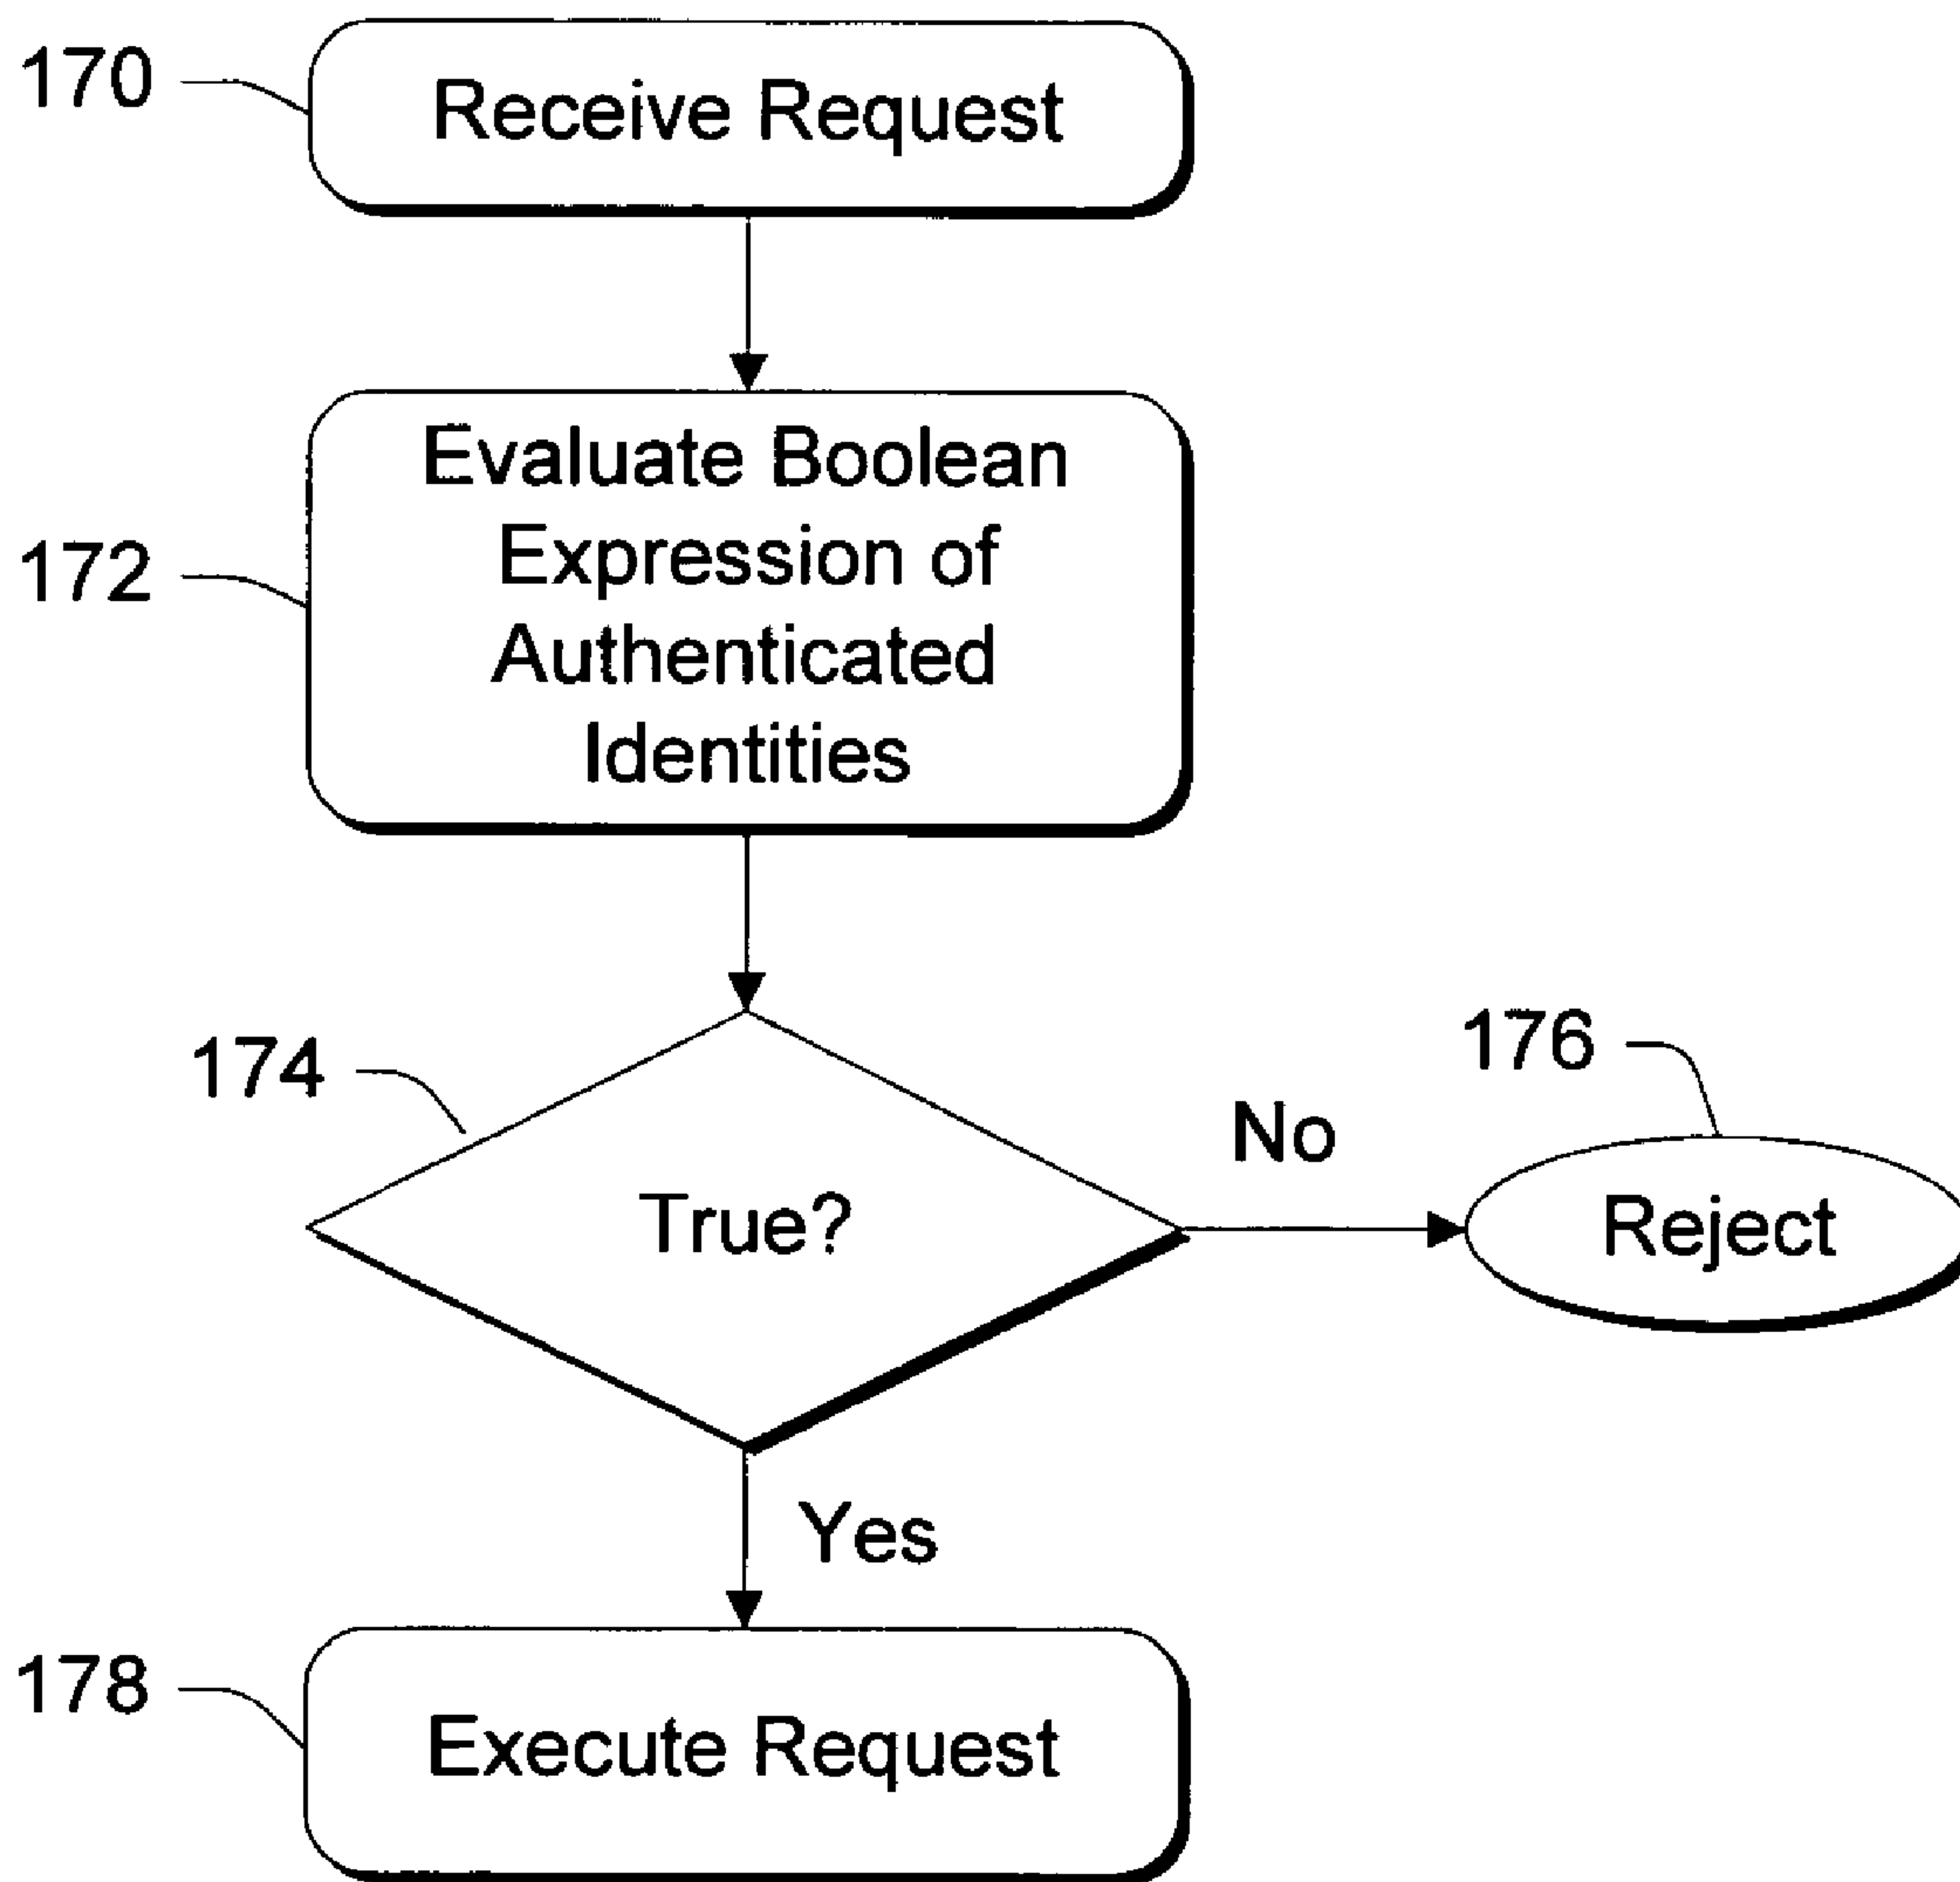 170
Receive Request
172
Evaluate Boolean
Expression of
Authenticated
Identities
174
True?
No
176
Reject
Yes
178
Execute Request